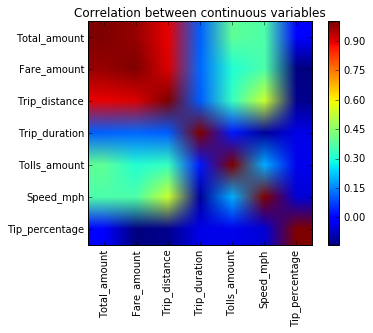 Correlation between continuous variables
Total_amount
Fare_amount
Trip_distance
Trip_duration
Tolls_amount
Speed_mph
Tip_percentage
Total_amount
Fare_amount
Trip_distance
Trip_duration
Tolls_amount
Speed_mph
Tip_percentage
0.90
0.75
0.60
0.45
0.30
0.15
0.00